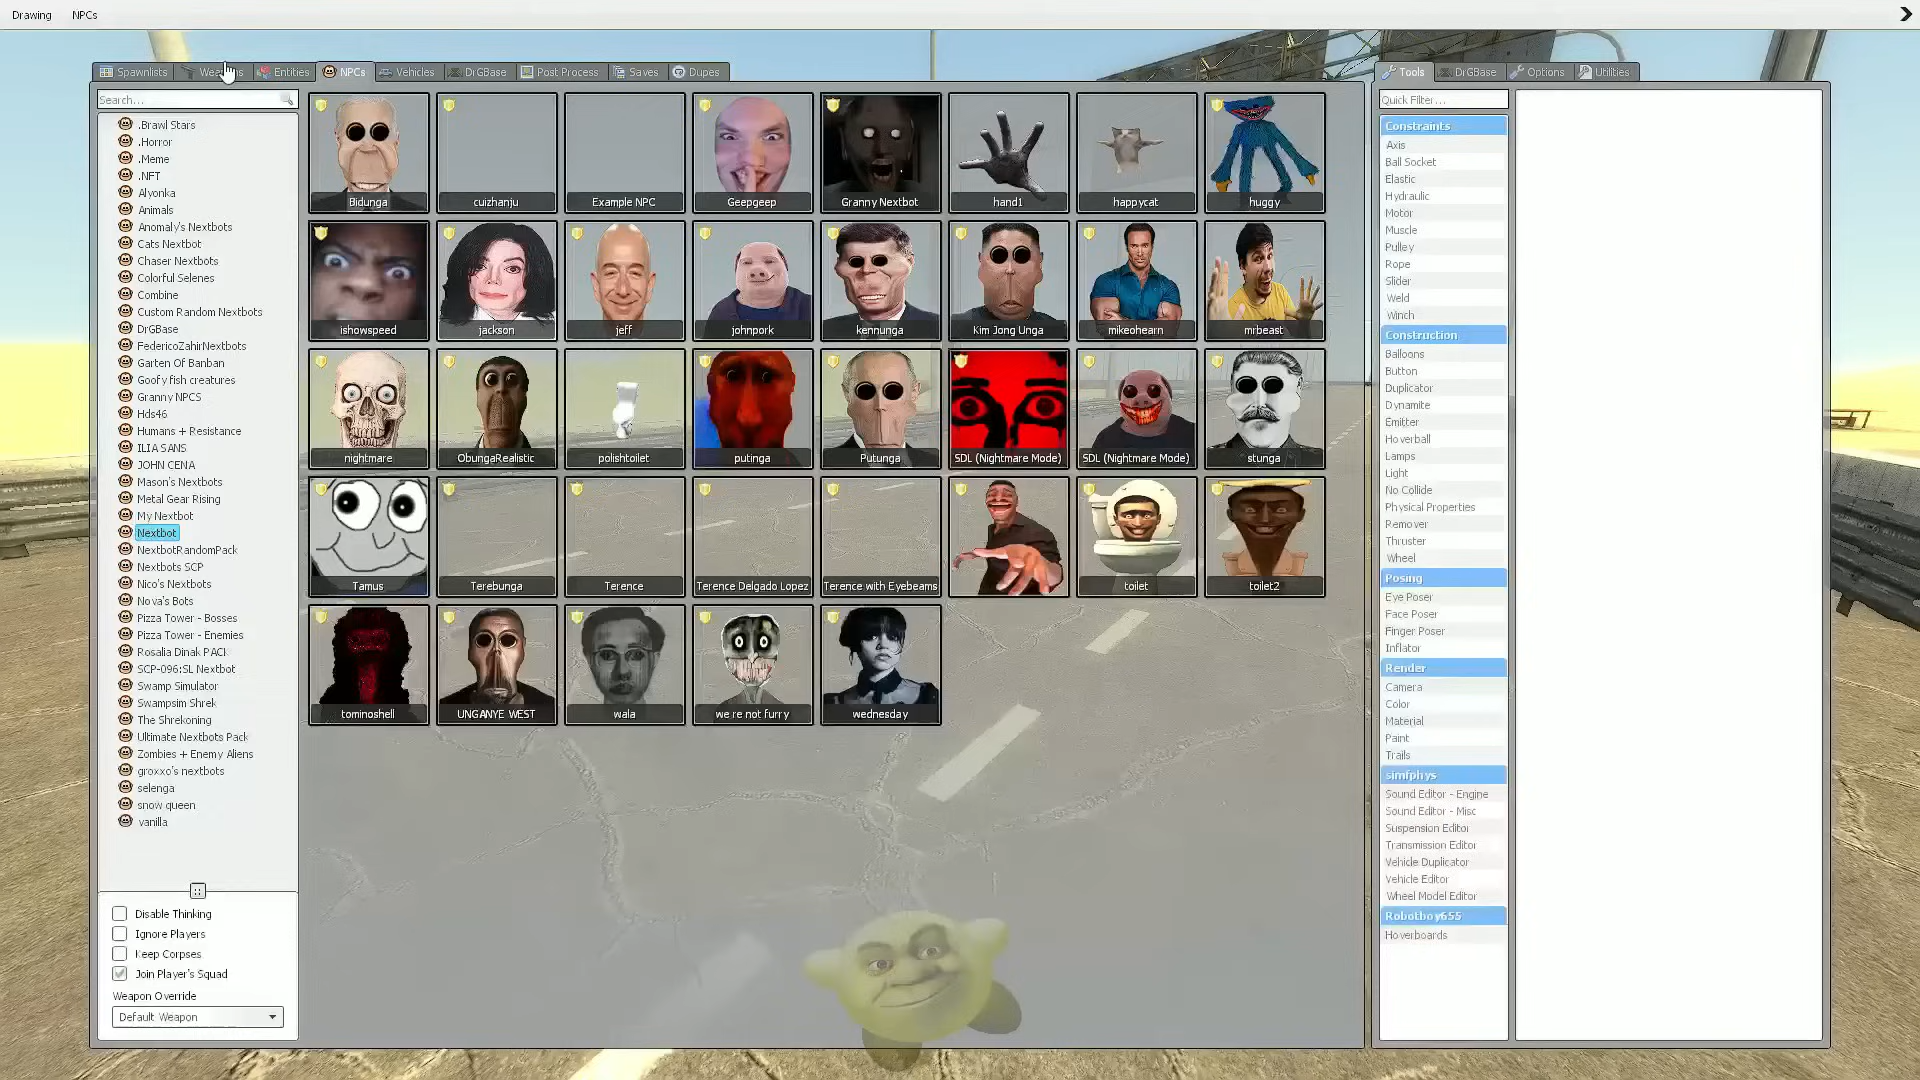 Drawing NPCs
Spawnlists Weapons Entities NPCs Vehicles DrGBase Post Process Saves Dupes
Tools DrGBase Options Utilities
Search...
.Brawl Stars
.Horror
.Meme
.NFT
Alyonka
Animals
Anomaly's Nextbots
Cats Nextbot
Chaser Nextbots
Colorful Selenes
Combine
Custom Random Nextbots
DrGBase
FedericoZahirNextbots
Garten Of Banban
Goofy fish creatures
Granny NPCS
Hds46
Humans + Resistance
ILIA SANS
JOHN CENA
Mason's Nextbots
Metal Gear Rising
My Nextbot
Nextbot
NextbotRandomPack
Nextbots SCP
Nico's Nextbots
Nova's Bots
Pizza Tower - Bosses
Pizza Tower - Enemies
Rosalia Dinak PACK
SCP-096:SL Nextbot
Swamp Simulator
Swampsim Shrek
The Shrekoning
Ultimate Nextbots Pack
Zombies + Enemy Aliens
groxxo's nextbots
selenga
snow queen
vanilla
Disable Thinking
Ignore Players
Keep Corpses
Join Player's Squad
Weapon Override
Default Weapon
Bidunga cuizhanju Example NPC Geepgeep Granny Nextbot hand1 happycat huggy
ishowspeed jackson jeff johnpork kennunga Kim Jong Unga mikeohearn mrbeast
nightmare ObungaRealistic polishtoilet putinga Putunga SDL (Nightmare Mode) SDL (Nightmare Mode) stunga
Tamus Terebunga Terence Terence Delgado Lopez Terence with Eyebeams toilet toilet2
tominoshell UNGANYE WEST wala we re not furry wednesday
Quick Filter...
Constraints
Axis
Ball Socket
Elastic
Hydraulic
Motor
Muscle
Pulley
Rope
Slider
Weld
Winch
Construction
Balloons
Button
Duplicator
Dynamite
Emitter
Hoverball
Lamps
Light
No Collide
Physical Properties
Remover
Thruster
Wheel
Posing
Eye Poser
Face Poser
Finger Poser
Inflator
Render
Camera
Color
Material
Paint
Trails
simfphys
Sound Editor - Engine
Sound Editor - Misc
Suspension Editor
Transmission Editor
Vehicle Duplicator
Vehicle Editor
Wheel Model Editor
Robotboy655
Hoverboards